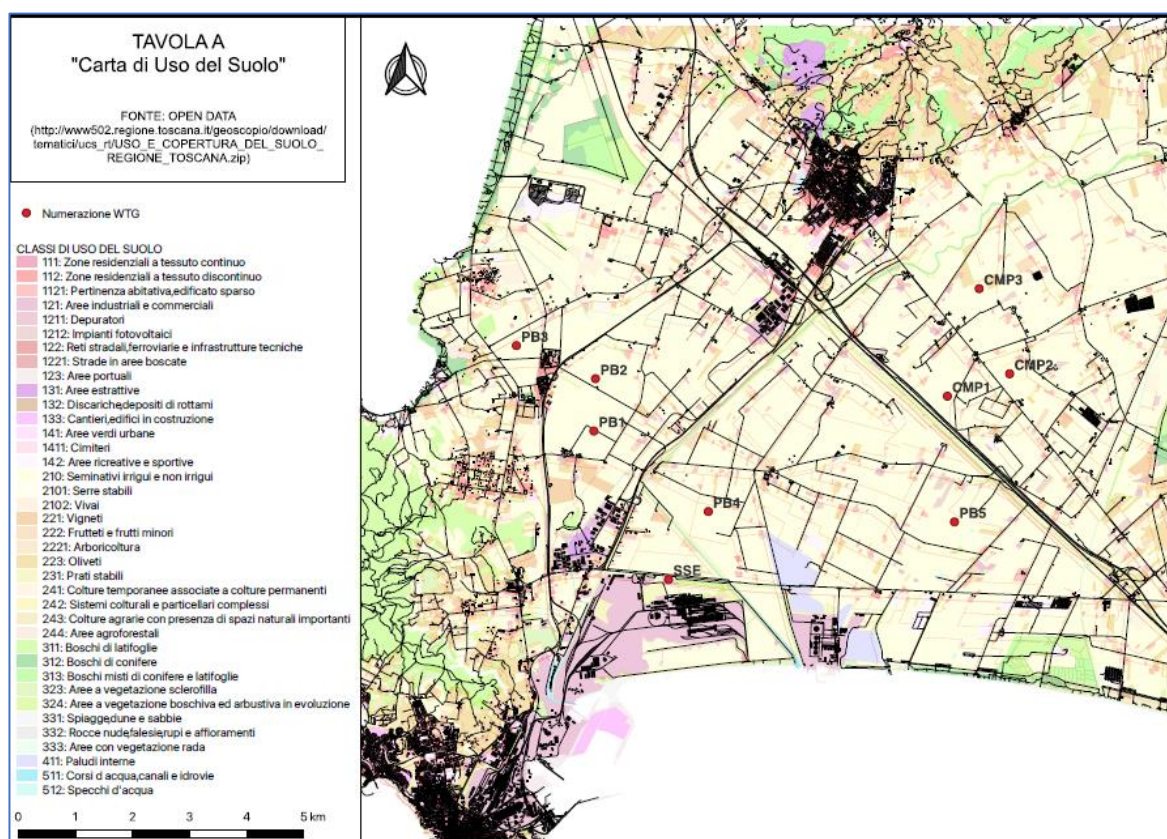 TAVOLA A
"Carta di Uso del Suolo"
FONTE: OPEN DATA
(http://www502.regione.toscana.it/geoscopio/download/
tematici/ucs_rt/USO_E_COPERTURA_DEL_SUOLO_
REGIONE_TOSCANA.zip)
Numerazione WTG
CLASSI DI USO DEL SUOLO
111: Zone residenziali a tessuto continuo
112: Zone residenziali a tessuto discontinuo
1121: Pertinenza abitativa,edificato sparso
121: Aree industriali e commerciali
1211: Depuratori
1212: Impianti fotovoltaici
122: Reti stradali,ferroviarie e infrastrutture tecniche
1221: Strade in aree boscate
123: Aree portuali
131: Aree estrattive
132: Discariche,depositi di rottami
133: Cantieri,edifici in costruzione
141: Aree verdi urbane
1411: Cimiteri
142: Aree ricreative e sportive
210: Seminativi irrigui e non irrigui
2101: Serre stabili
2102: Vivai
221: Vigneti
222: Frutteti e frutti minori
2221: Arboricoltura
223: Oliveti
231: Prati stabili
241: Colture temporanee associate a colture permanenti
242: Sistemi colturali e particellari complessi
243: Colture agrarie con presenza di spazi naturali importanti
244: Aree agroforestali
311: Boschi di latifoglie
312: Boschi di conifere
313: Boschi misti di conifere e latifoglie
323: Aree a vegetazione sclerofilla
324: Aree a vegetazione boschiva ed arbustiva in evoluzione
331: Spiagge,dune e sabbie
332: Rocce nude,falesie,rupi e affioramenti
333: Aree con vegetazione rada
411: Paludi interne
511: Corsi d acqua,canali e idrovie
512: Specchi d'acqua
0 1 2 3 4 5 km
CMP3
PB3
PB2
CMP2
CMP1
PB1
PB4
PB5
SSE